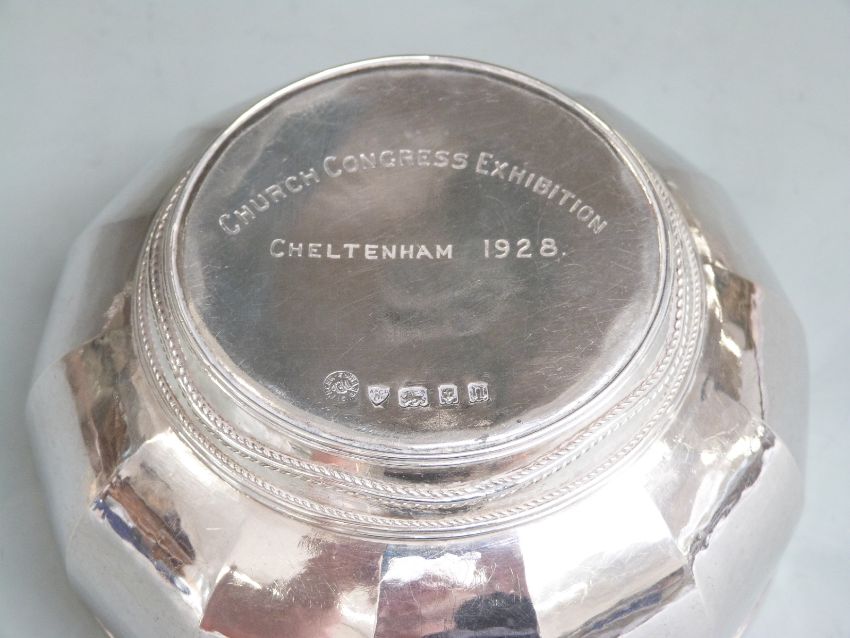 CHURCH CONGRESS EXHIBITION
CHELTENHAM 1928.